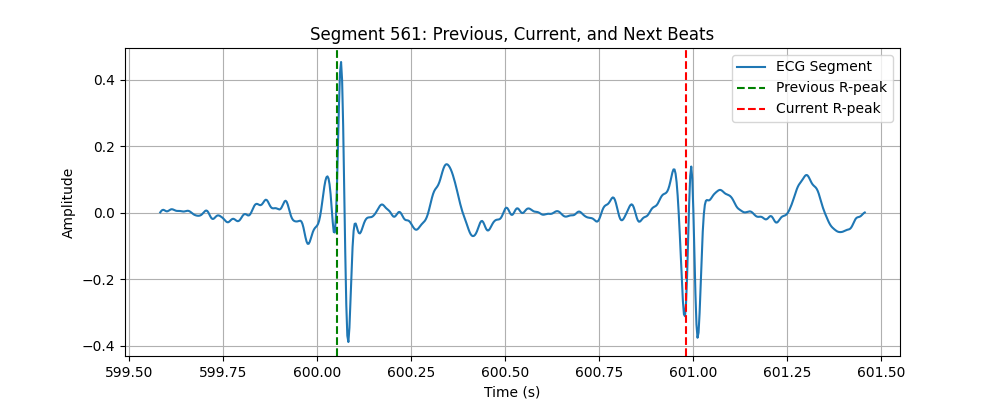 Segment 561: Previous, Current, and Next Beats
ECG Segment
Previous R-peak
Current R-peak
Amplitude
0.4
0.2
0.0
−0.2
−0.4
599.50 599.75 600.00 600.25 600.50 600.75 601.00 601.25 601.50
Time (s)